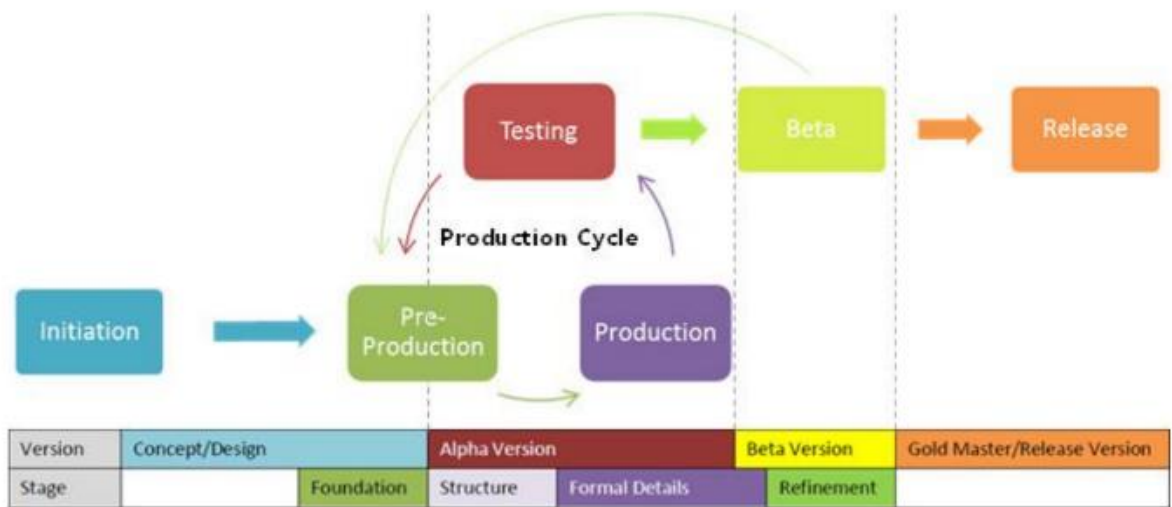 Testing
Beta
Release
Production Cycle
Initiation
Pre-
Production
Production
Version Concept/Design Alpha Version Beta Version Gold Master/Release Version
Stage Foundation Structure Formal Details Refinement